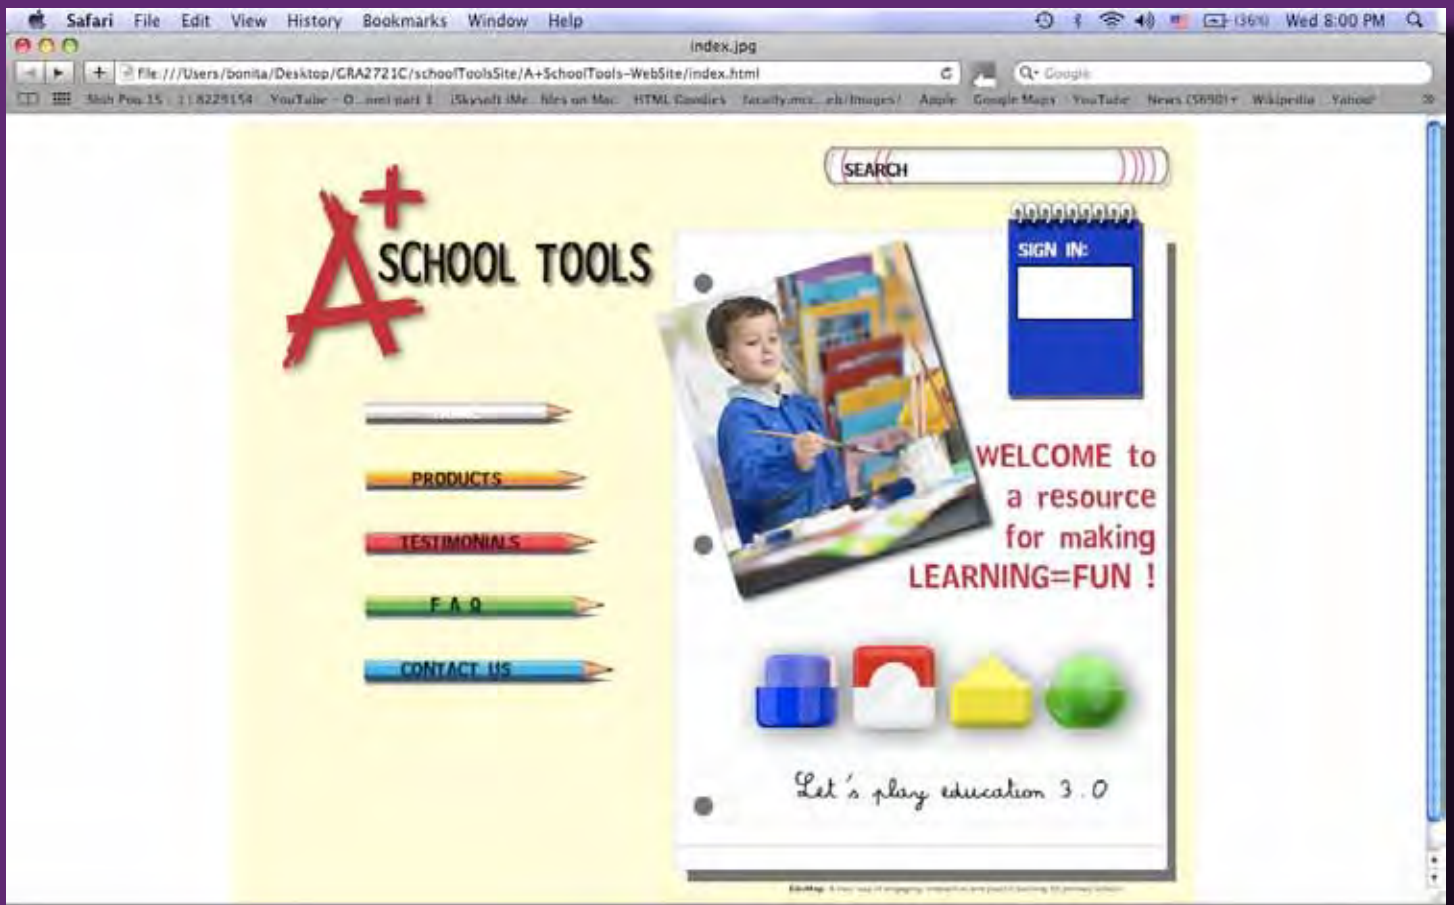 Safari File Edit View History Bookmarks Window Help
(36%) Wed 8:00 PM
index.jpg
file:///Users/bonita/Desktop/GRA2721C/schoolToolsSite/A+SchoolTools-WebSite/index.html
Google
YouTube HTML Goodies Apple Google Maps YouTube News Wikipedia Yahoo!
SEARCH
A+ SCHOOL TOOLS
SIGN IN:
PRODUCTS
TESTIMONIALS
F A Q
CONTACT US
WELCOME to
a resource
for making
LEARNING=FUN !
Let's play education 3.0